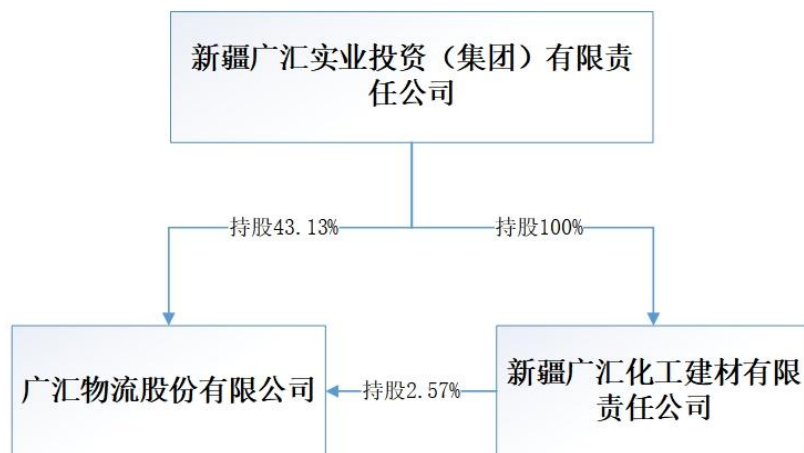 新疆广汇实业投资（集团）有限责
任公司
持股43.13%
持股100%
广汇物流股份有限公司
持股2.57%
新疆广汇化工建材有限
责任公司